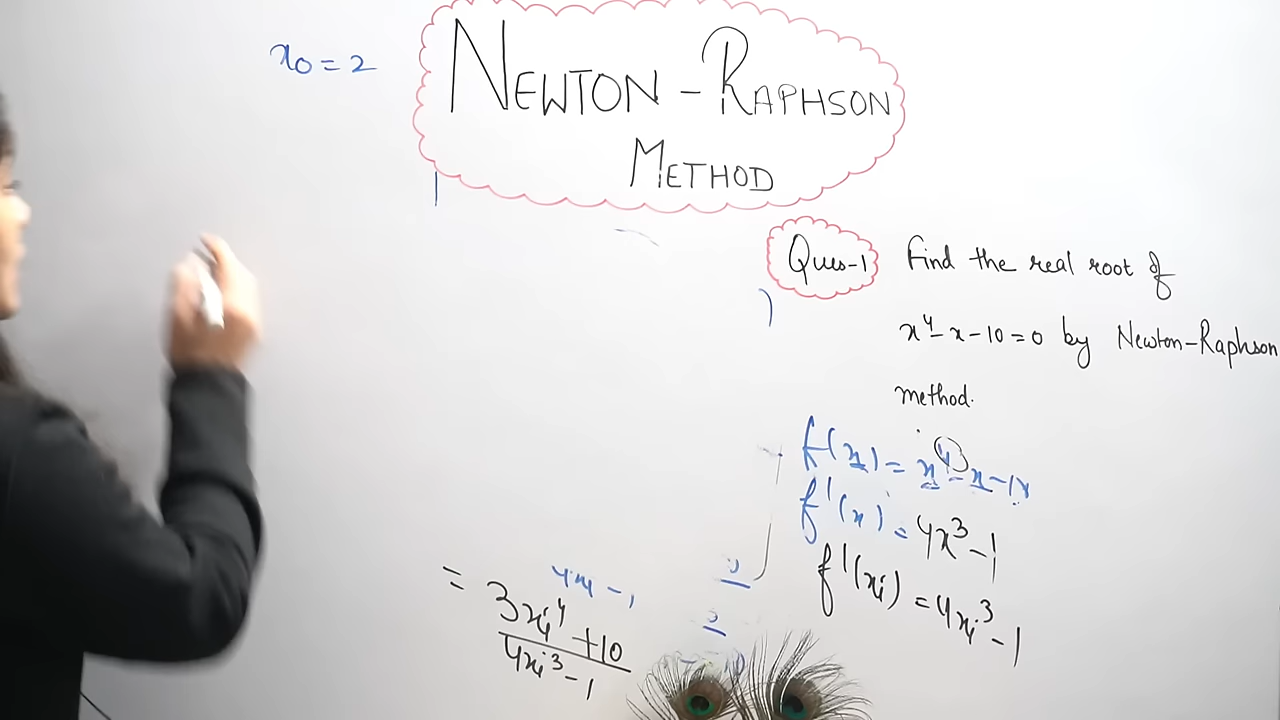 x₀ = 2
NEWTON - RAPHSON
METHOD
Ques-1 Find the real root of
x⁴ - x - 10 = 0 by Newton-Raphson
method.
f(x) = x⁴ - x - 1
f'(x) = 4x³ - 1
f'(xᵢ) = 4xᵢ³ - 1
= 3xᵢ⁴ + 10
4xᵢ³ - 1